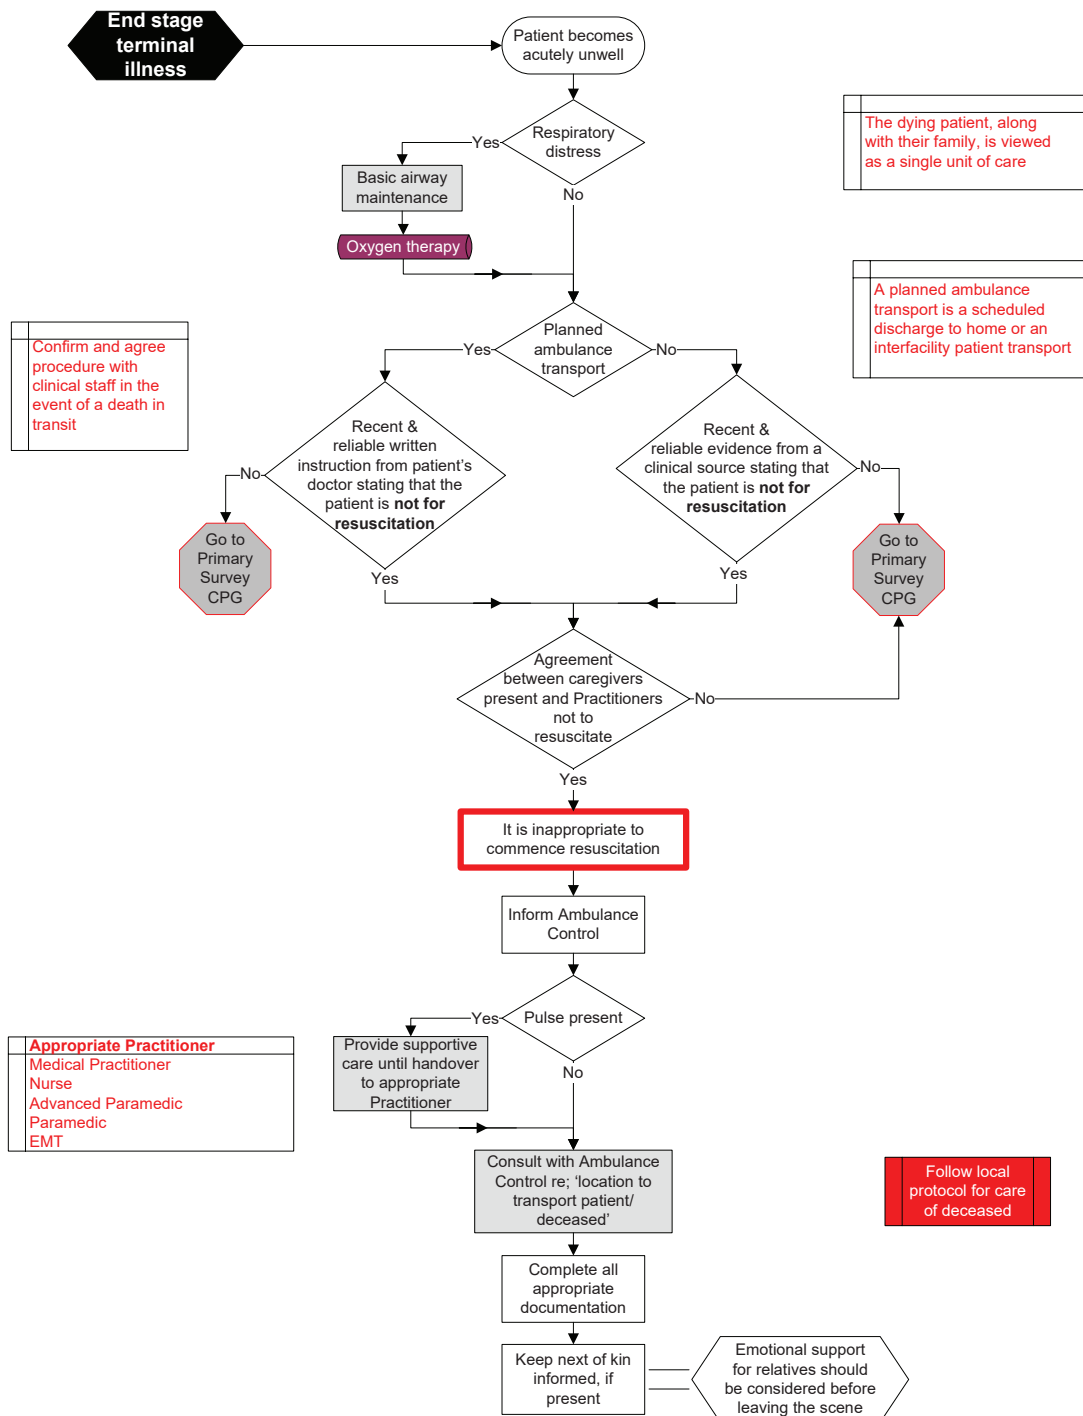 End stage
terminal
illness
Patient becomes
acutely unwell
Respiratory
distress
Yes
No
Basic airway
maintenance
Oxygen therapy
The dying patient, along
with their family, is viewed
as a single unit of care
A planned ambulance
transport is a scheduled
discharge to home or an
interfacility patient transport
Confirm and agree
procedure with
clinical staff in the
event of a death in
transit
Planned
ambulance
transport
Yes
No
Recent &
reliable written
instruction from patient's
doctor stating that the
patient is not for
resuscitation
No
Yes
Go to
Primary
Survey
CPG
Recent &
reliable evidence from a
clinical source stating that
the patient is not for
resuscitation
No
Yes
Go to
Primary
Survey
CPG
Agreement
between caregivers
present and Practitioners
not to
resuscitate
No
Yes
It is inappropriate to
commence resuscitation
Inform Ambulance
Control
Pulse present
Yes
No
Provide supportive
care until handover
to appropriate
Practitioner
Appropriate Practitioner
Medical Practitioner
Nurse
Advanced Paramedic
Paramedic
EMT
Consult with Ambulance
Control re; ‘location to
transport patient/
deceased’
Follow local
protocol for care
of deceased
Complete all
appropriate
documentation
Keep next of kin
informed, if
present
Emotional support
for relatives should
be considered before
leaving the scene